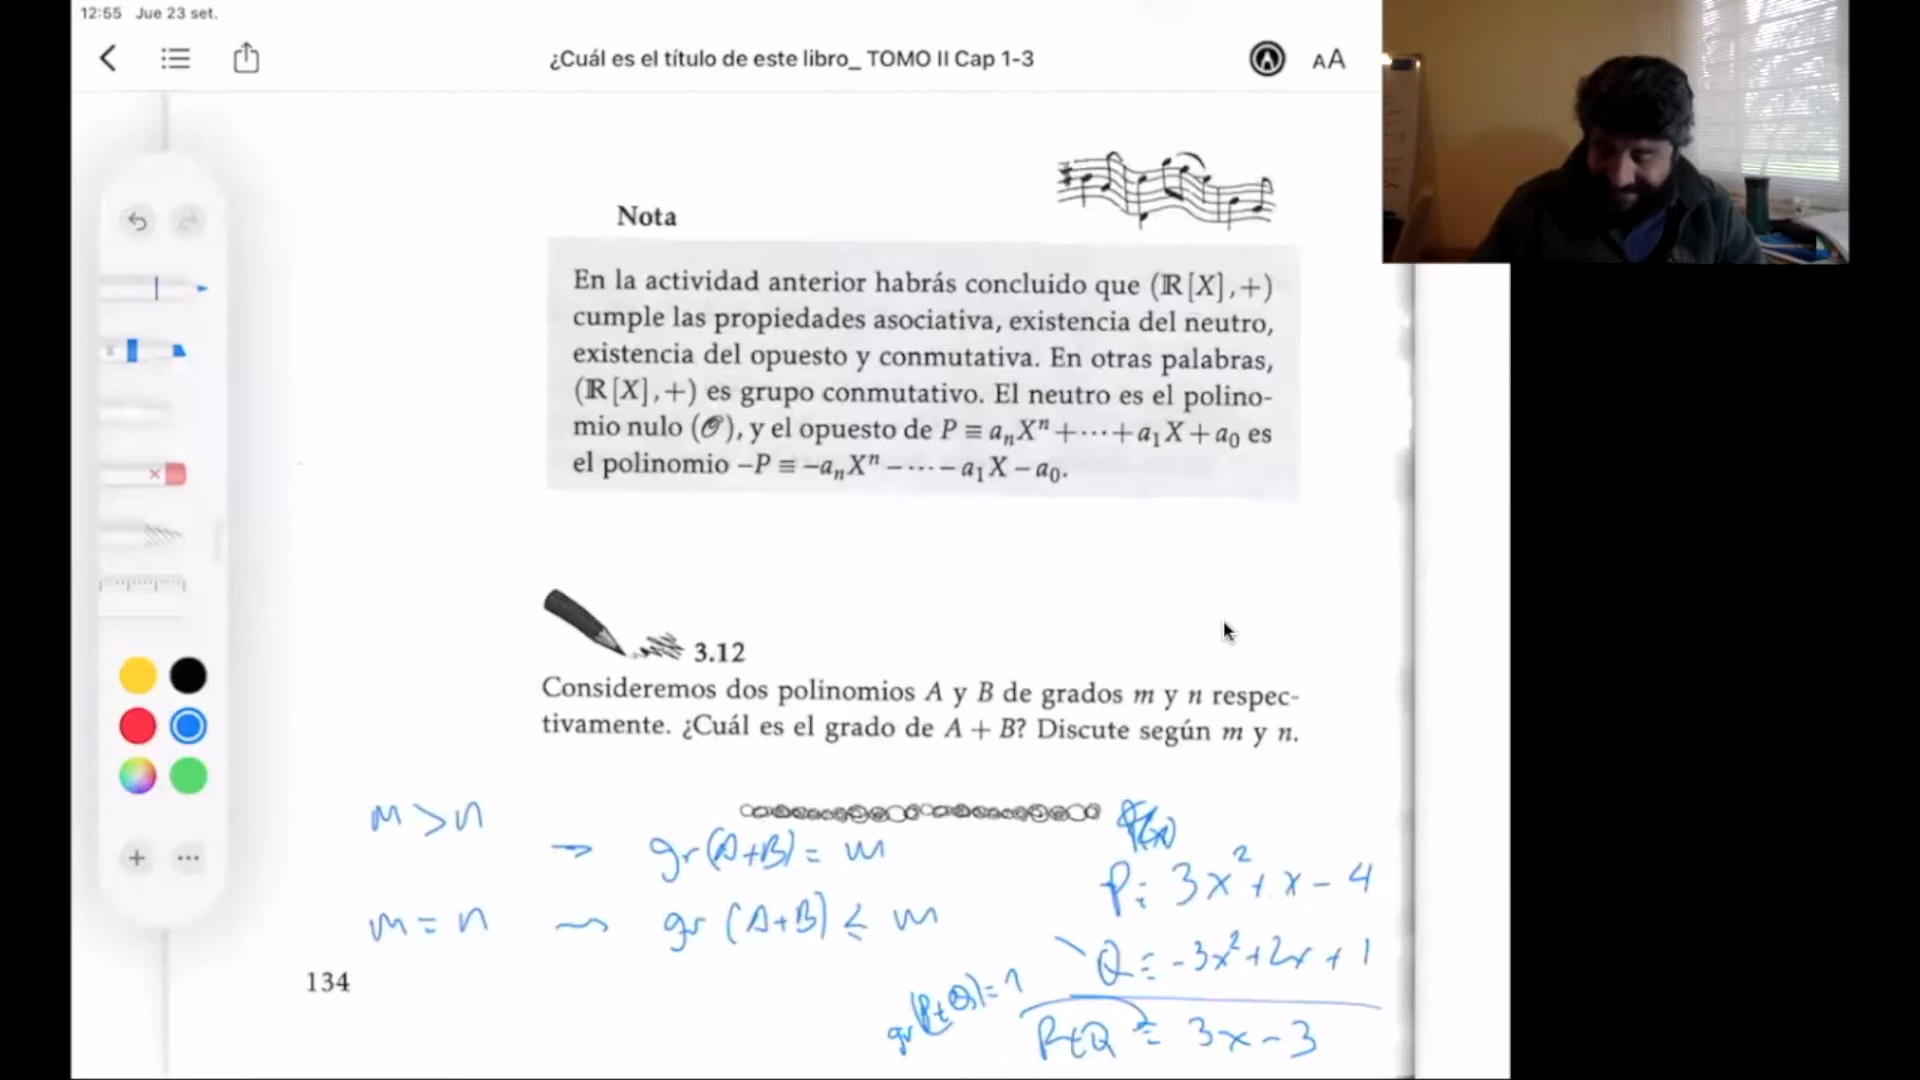 12:55 Jue 23 set.
¿Cuál es el título de este libro_ TOMO II Cap 1-3
AA
Nota
En la actividad anterior habrás concluido que (ℝ[X],+)
cumple las propiedades asociativa, existencia del neutro,
existencia del opuesto y conmutativa. En otras palabras,
(ℝ[X],+) es grupo conmutativo. El neutro es el polino-
mio nulo (𝒪), y el opuesto de P ≡ aₙXⁿ+⋯+a₁X+a₀ es
el polinomio −P ≡ −aₙXⁿ−⋯−a₁X−a₀.
3.12
Consideremos dos polinomios A y B de grados m y n respec-
tivamente. ¿Cuál es el grado de A + B? Discute según m y n.
m > n
→ gr(A+B) = m
m = n → gr(A+B) ≤ m
P ≡ 3x²+x−4
Q ≡ −3x²+2x+1
gr(P+Q)=1
P+Q ≡ 3x−3
134